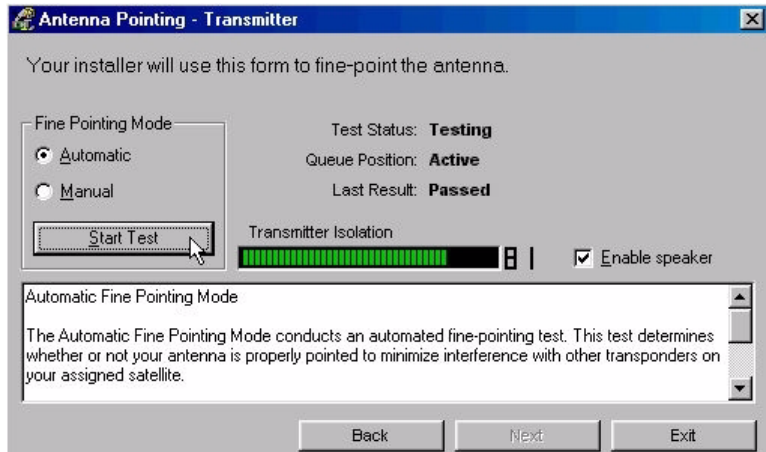 Antenna Pointing - Transmitter
Your installer will use this form to fine-point the antenna.
Fine Pointing Mode
Automatic
Manual
Start Test
Test Status: Testing
Queue Position: Active
Last Result: Passed
Transmitter Isolation
Enable speaker
Automatic Fine Pointing Mode
The Automatic Fine Pointing Mode conducts an automated fine-pointing test. This test determines
whether or not your antenna is properly pointed to minimize interference with other transponders on
your assigned satellite.
Back
Next
Exit